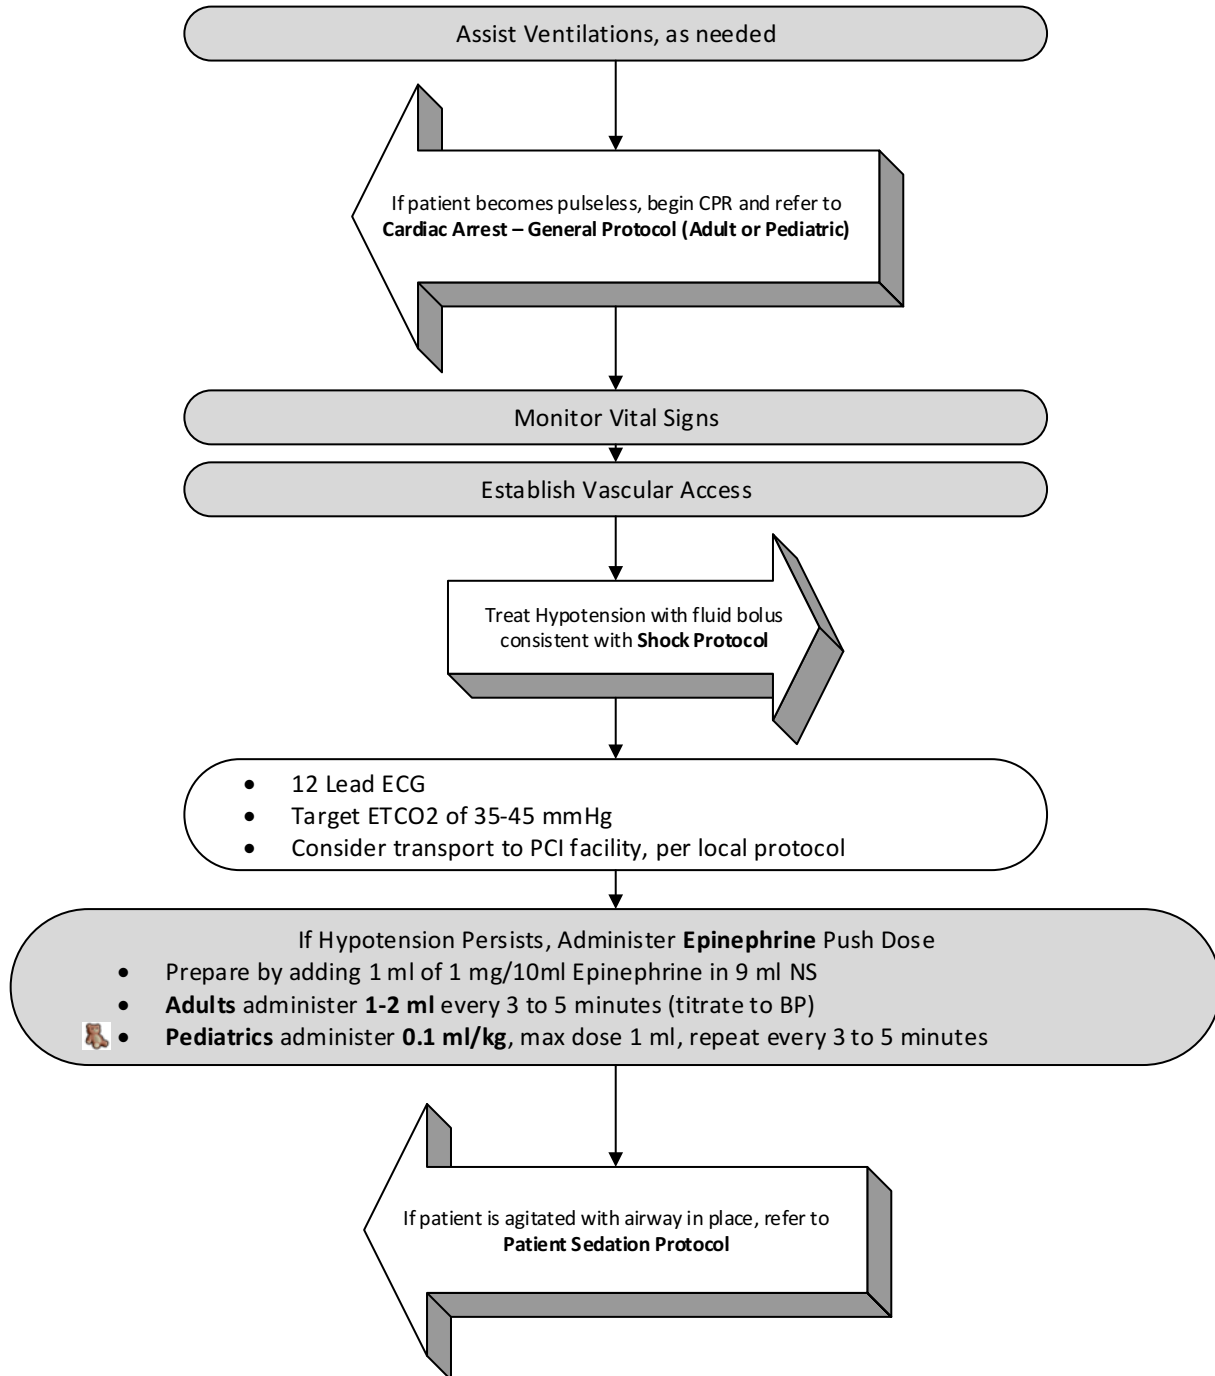 Assist Ventilations, as needed
If patient becomes pulseless, begin CPR and refer to
Cardiac Arrest – General Protocol (Adult or Pediatric)
Monitor Vital Signs
Establish Vascular Access
Treat Hypotension with fluid bolus
consistent with Shock Protocol
• 12 Lead ECG
• Target ETCO2 of 35-45 mmHg
• Consider transport to PCI facility, per local protocol
If Hypotension Persists, Administer Epinephrine Push Dose
• Prepare by adding 1 ml of 1 mg/10ml Epinephrine in 9 ml NS
• Adults administer 1-2 ml every 3 to 5 minutes (titrate to BP)
• Pediatrics administer 0.1 ml/kg, max dose 1 ml, repeat every 3 to 5 minutes
If patient is agitated with airway in place, refer to
Patient Sedation Protocol